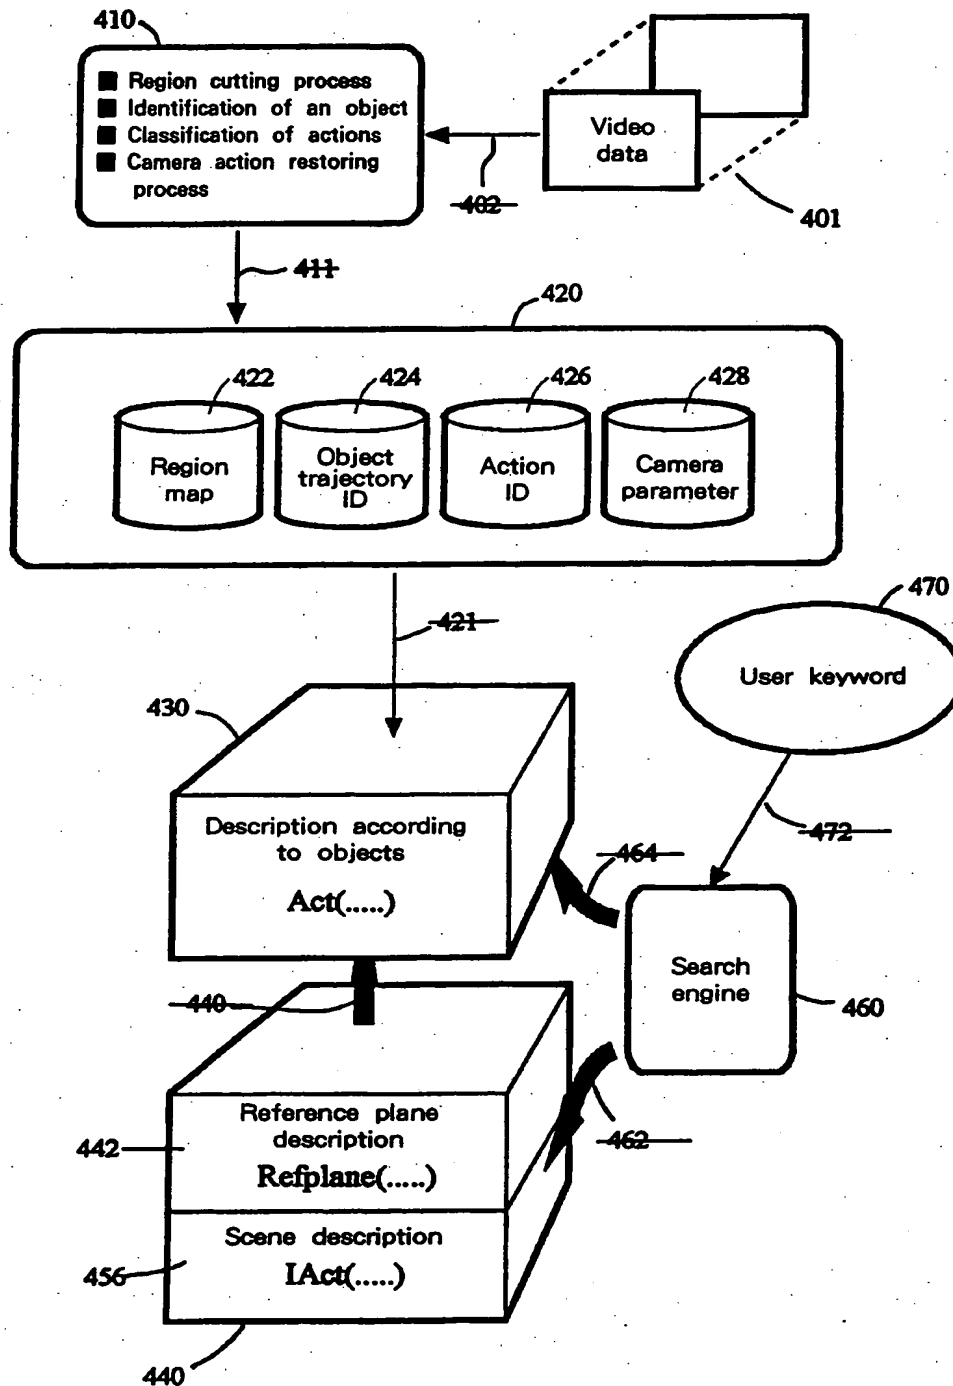 410
■ Region cutting process
■ Identification of an object
■ Classification of actions
■ Camera action restoring
process
Video
data
402
401
411
420
422
424
426
428
Region
map
Object
trajectory
ID
Action
ID
Camera
parameter
421
470
User keyword
430
472
Description according
to objects
Act(.....)
464
Search
engine
460
440
Reference plane
description
Refplane(.....)
442
462
Scene description
IAct(.....)
456
440